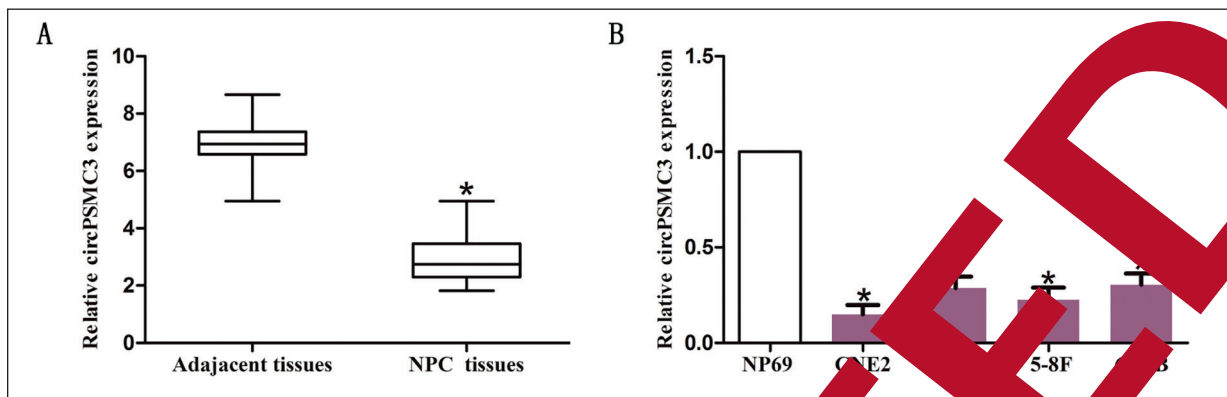 A
Relative circPSMC3 expression
10
8
6
4
2
0
*
Adajacent tissues
NPC tissues
B
Relative circPSMC3 expression
1.5
1.0
0.5
0.0
*
*
NP69
5-8F
ED